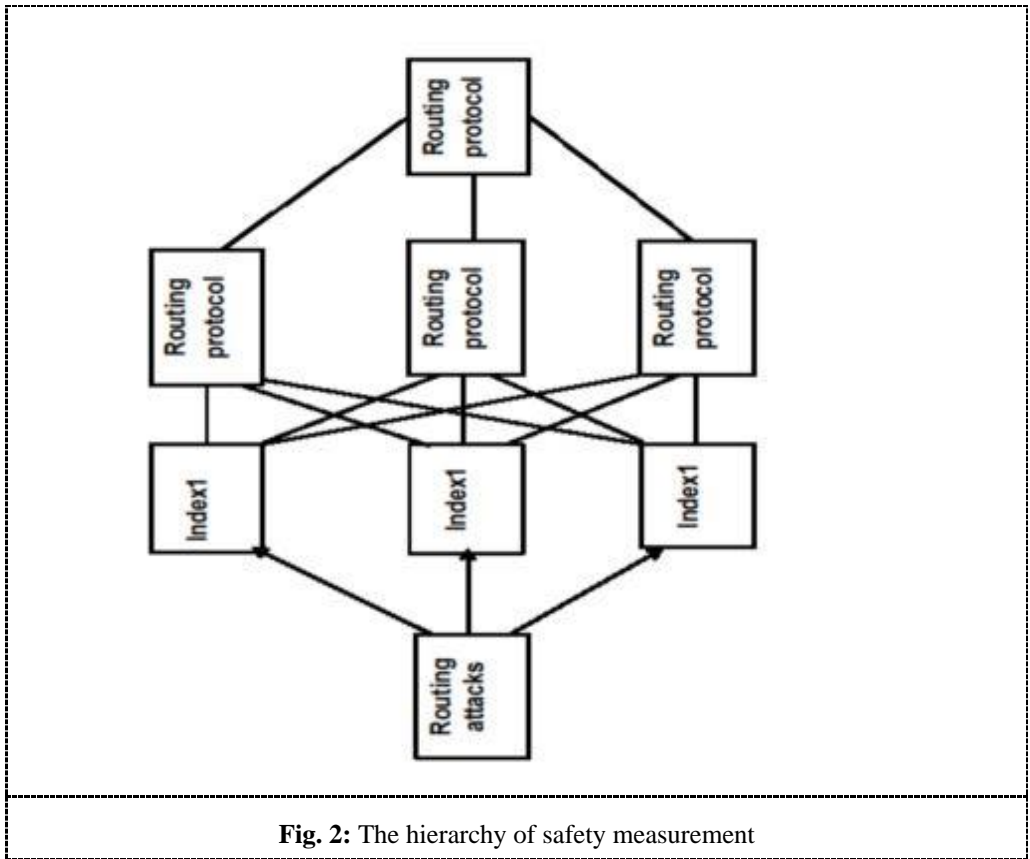 Routing
protocol
Routing
protocol
Routing
protocol
Routing
protocol
Index1
Index1
Index1
Routing
attacks
Fig. 2: The hierarchy of safety measurement